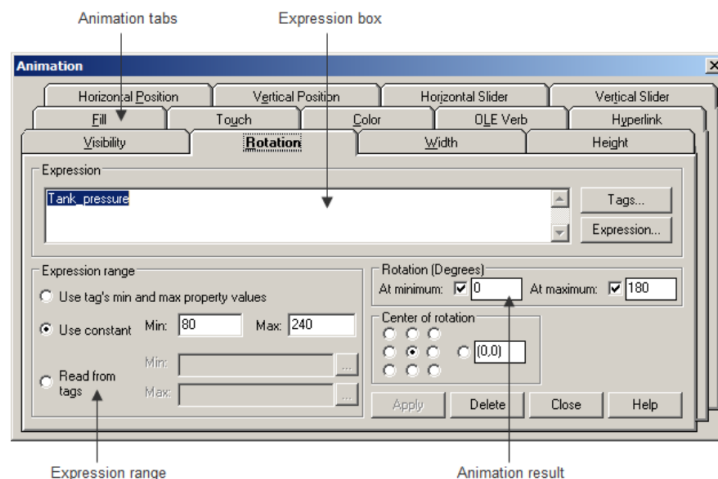 Animation tabs
Expression box
Animation
Horizontal Position
Vertical Position
Horizontal Slider
Vertical Slider
Fill
Touch
Color
OLE Verb
Hyperlink
Visibility
Rotation
Width
Height
Expression
Tank_pressure
Tags...
Expression...
Expression range
Use tag's min and max property values
Use constant Min: 80 Max: 240
Read from
tags
Min:
...
Max:
...
Rotation (Degrees)
At minimum: 0 At maximum: 180
Center of rotation
(0,0)
Apply
Delete
Close
Help
Expression range
Animation result